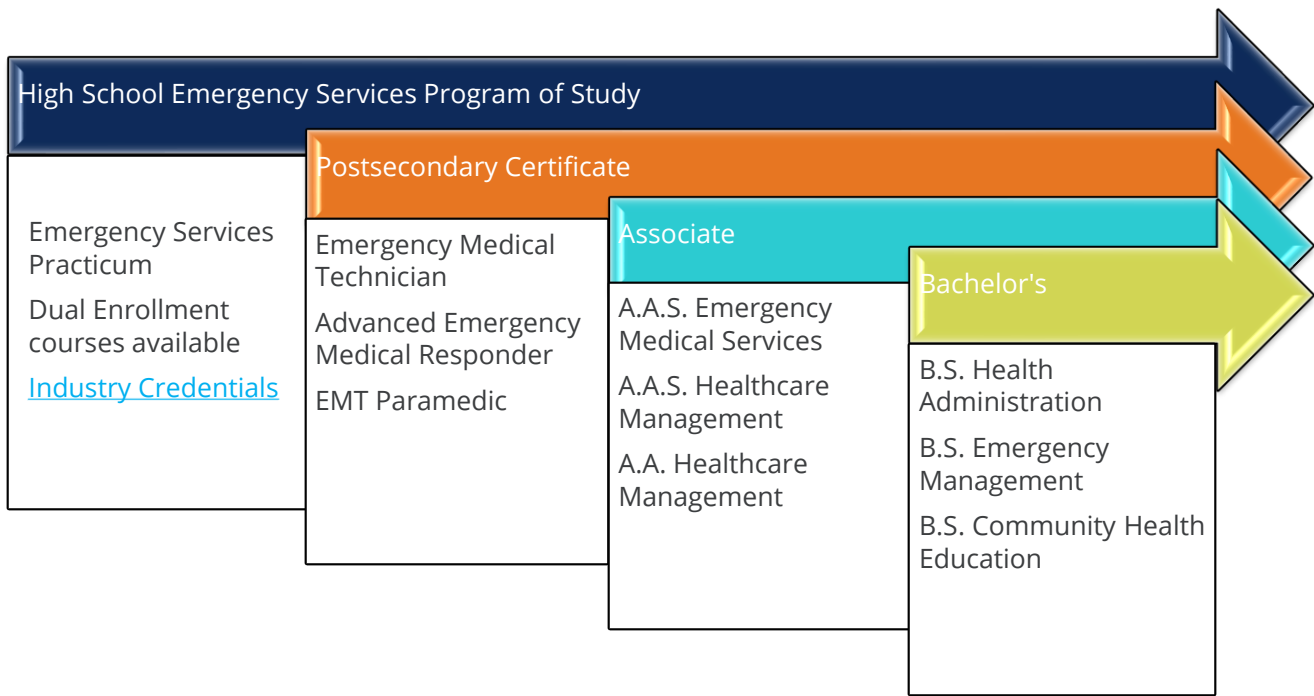 High School Emergency Services Program of Study
Emergency Services
Practicum
Dual Enrollment
courses available
Industry Credentials
Postsecondary Certificate
Emergency Medical
Technician
Advanced Emergency
Medical Responder
EMT Paramedic
Associate
A.A.S. Emergency
Medical Services
A.A.S. Healthcare
Management
A.A. Healthcare
Management
Bachelor's
B.S. Health
Administration
B.S. Emergency
Management
B.S. Community Health
Education